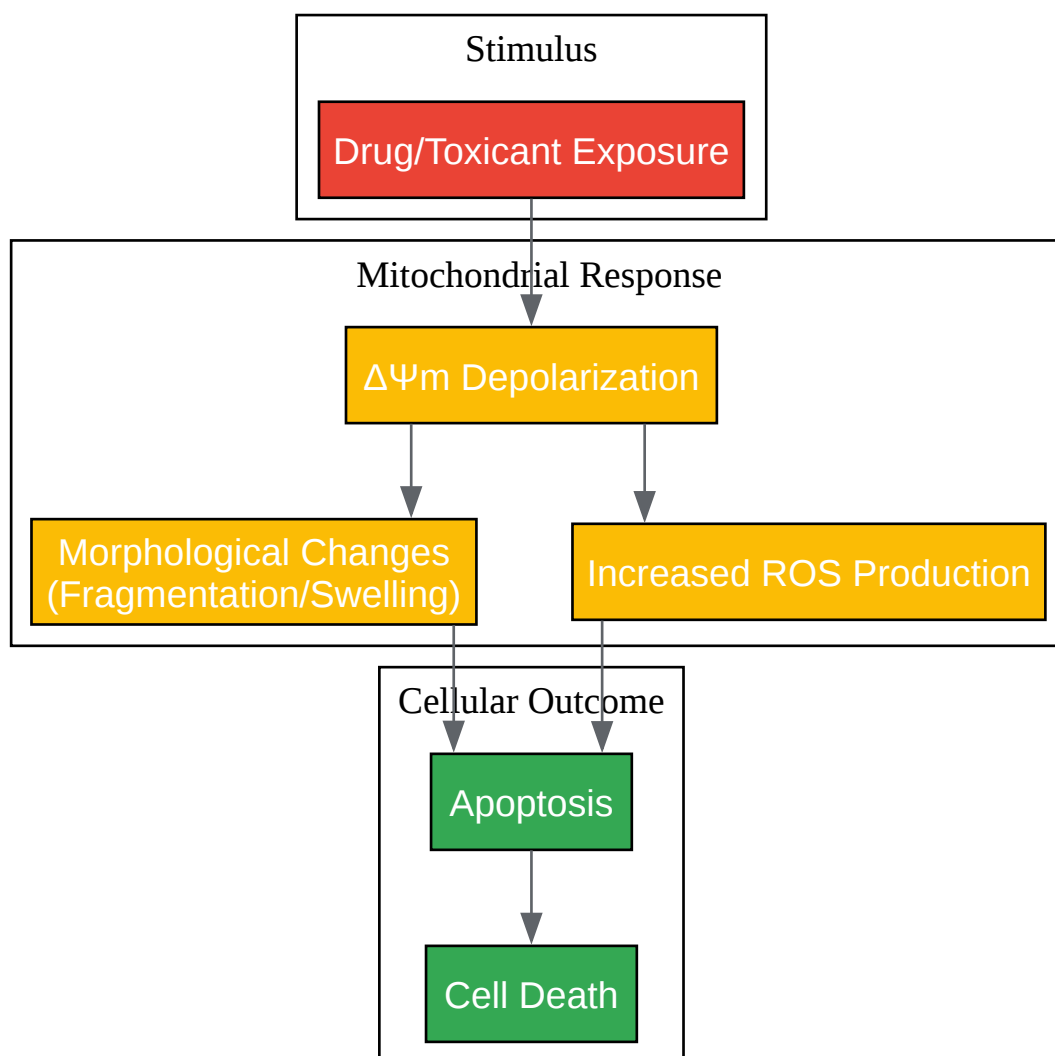 Stimulus
Drug/Toxicant Exposure
Mitochondrial Response
ΔΨm Depolarization
Morphological Changes
(Fragmentation/Swelling)
Increased ROS Production
Cellular Outcome
Apoptosis
Cell Death